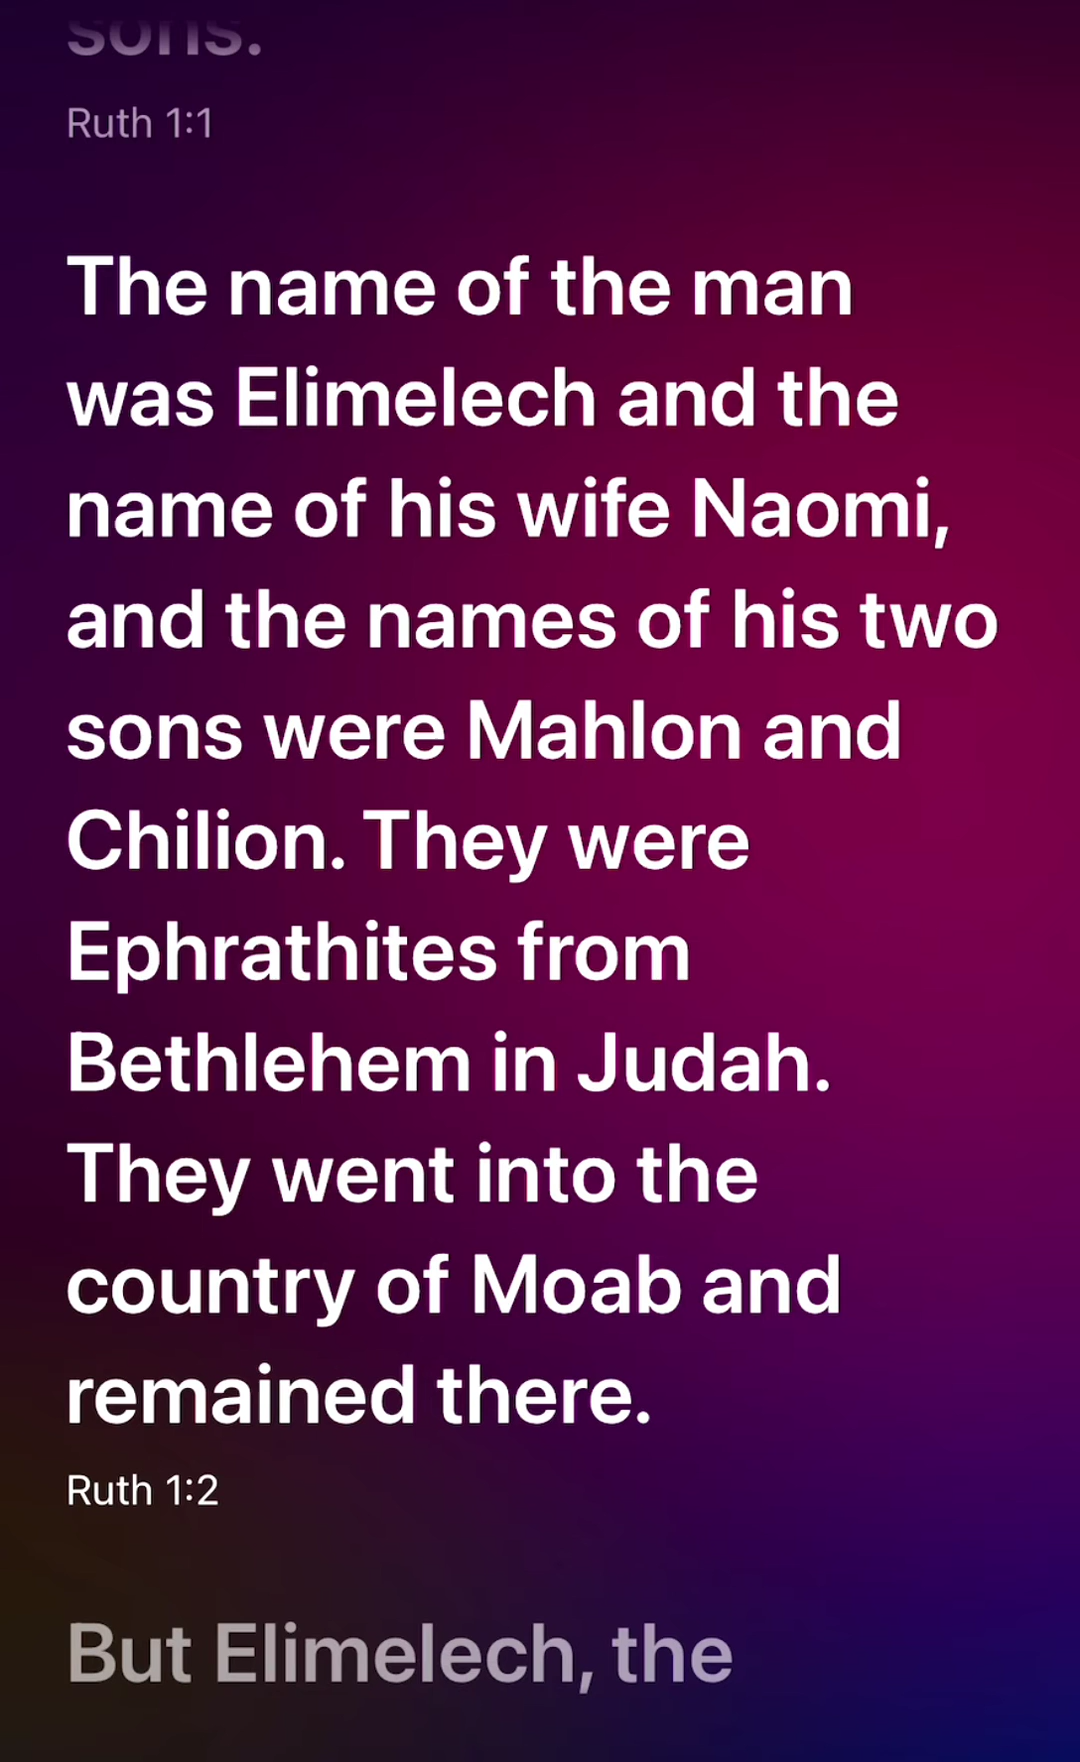 sons.
Ruth 1:1
The name of the man
was Elimelech and the
name of his wife Naomi,
and the names of his two
sons were Mahlon and
Chilion. They were
Ephrathites from
Bethlehem in Judah.
They went into the
country of Moab and
remained there.
Ruth 1:2
But Elimelech, the